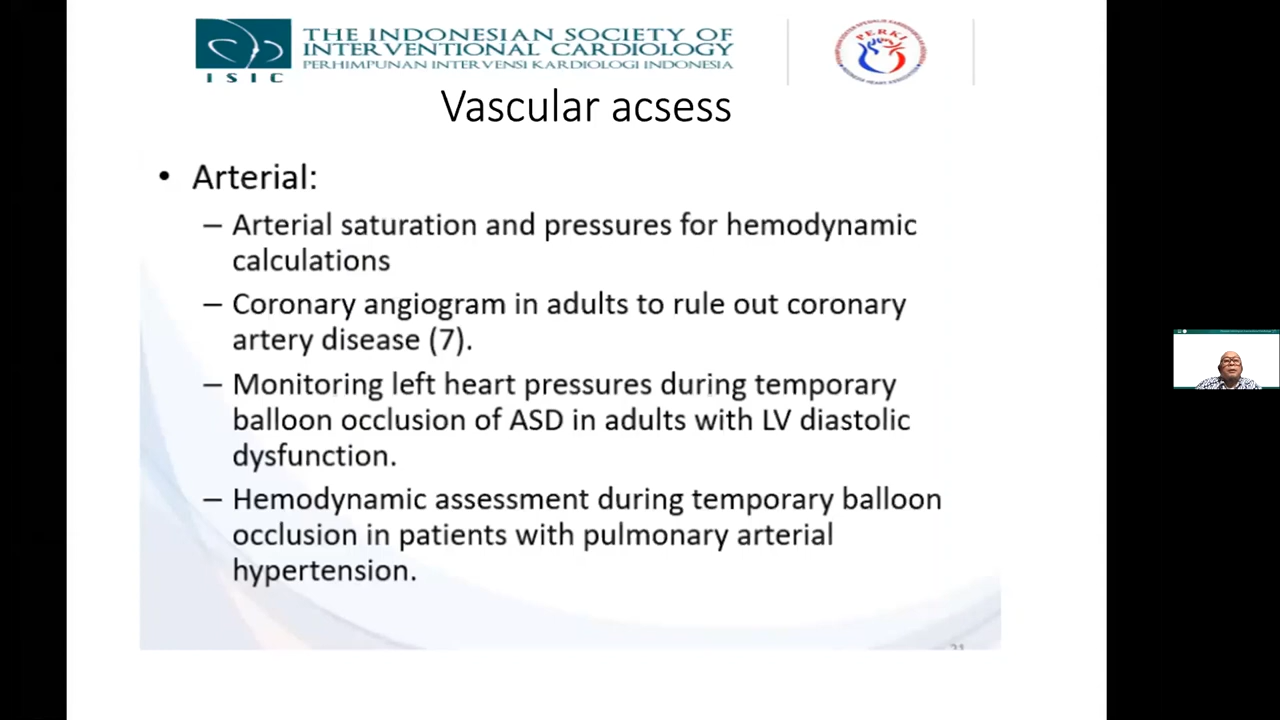 THE INDONESIAN SOCIETY OF
INTERVENTIONAL CARDIOLOGY
PERHIMPUNAN INTERVENSI KARDIOLOGI INDONESIA
ISIC
PERKI
Vascular acsess
• Arterial:
– Arterial saturation and pressures for hemodynamic
calculations
– Coronary angiogram in adults to rule out coronary
artery disease (7).
– Monitoring left heart pressures during temporary
balloon occlusion of ASD in adults with LV diastolic
dysfunction.
– Hemodynamic assessment during temporary balloon
occlusion in patients with pulmonary arterial
hypertension.